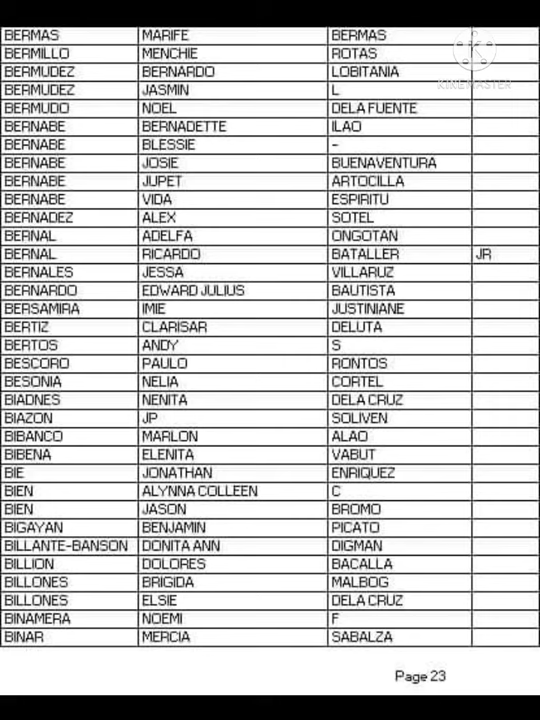 BERMAS MARIFE BERMAS
BERMILLO MENCHIE ROTAS
BERMUDEZ BERNARDO LOBITANIA
BERMUDEZ JASMIN L
BERMUDO NOEL DELA FUENTE
BERNABE BERNADETTE ILAO
BERNABE BLESSIE -
BERNABE JOSIE BUENAVENTURA
BERNABE JUPET ARTOCILLA
BERNABE VIDA ESPIRITU
BERNADEZ ALEX SOTEL
BERNAL ADELFA ONGOTAN
BERNAL RICARDO BATALLER JR
BERNALES JESSA VILLARUZ
BERNARDO EDWARD JULIUS BAUTISTA
BERSAMIRA IMIE JUSTINIANE
BERTIZ CLARISAR DELUTA
BERTOS ANDY S
BESCORO PAULO RONTOS
BESONIA NELIA CORTEL
BIADNES NENITA DELA CRUZ
BIAZON JP SOLIVEN
BIBANCO MARLON ALAO
BIBENA ELENITA VABUT
BIE JONATHAN ENRIQUEZ
BIEN ALYNNA COLLEEN C
BIEN JASON BROMO
BIGAYAN BENJAMIN PICATO
BILLANTE-BANSON DONITA ANN DIGMAN
BILLION DOLORES BACALLA
BILLONES BRIGIDA MALBOG
BILLONES ELSIE DELA CRUZ
BINAMERA NOEMI F
BINAR MERCIA SABALZA
Page 23
KINEMASTER